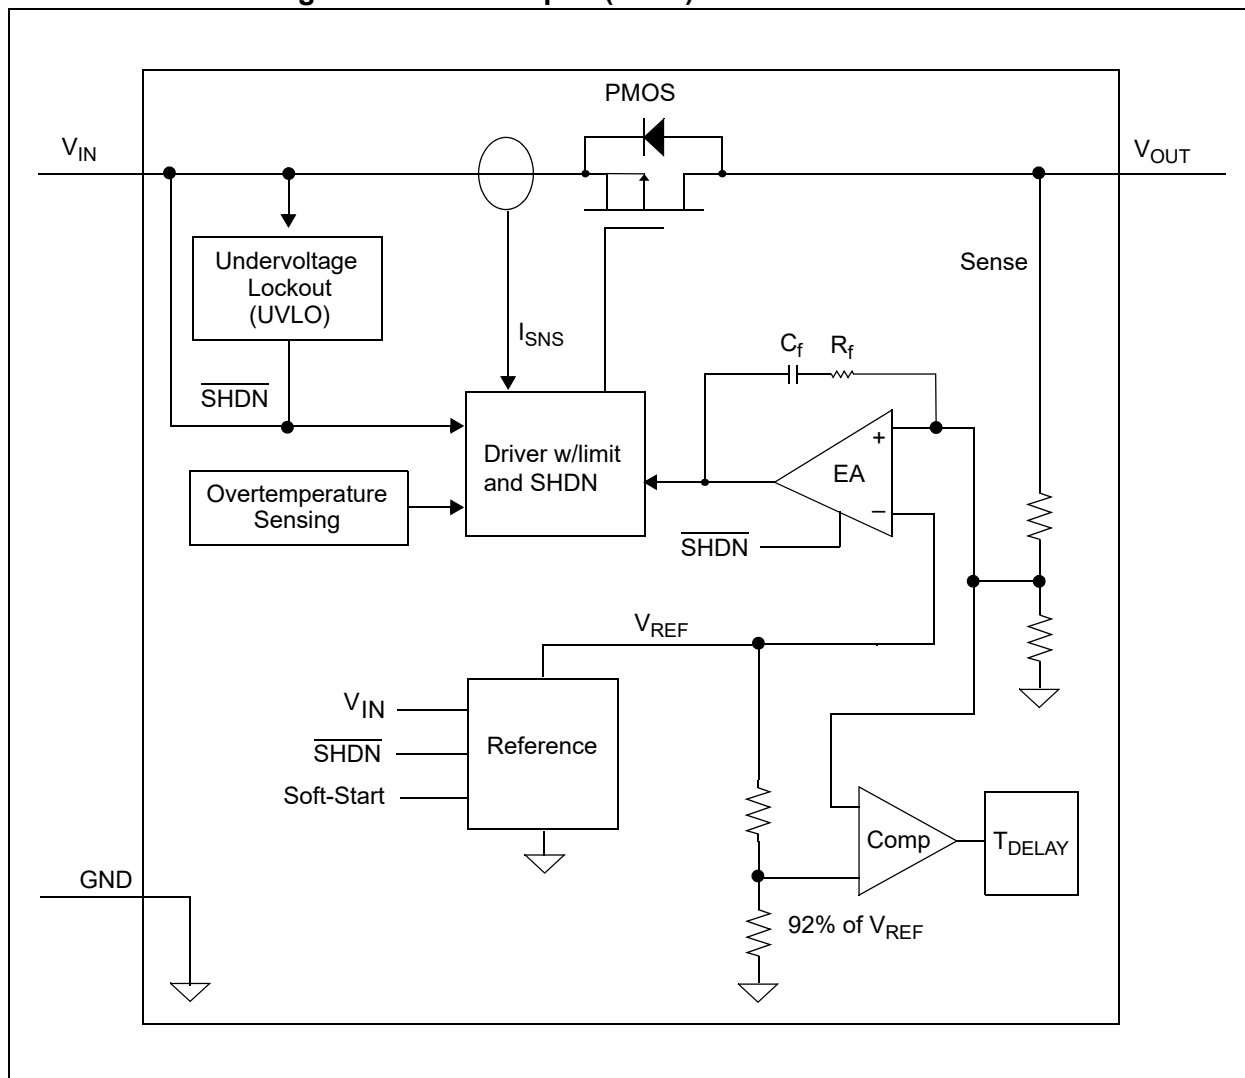 PMOS
VIN
VOUT
Undervoltage
Lockout
(UVLO)
Sense
ISNS
Cf
Rf
SHDN
+
Driver w/limit
and SHDN
EA
Overtemperature
Sensing
–
SHDN
VREF
VIN
SHDN
Reference
Soft-Start
Comp
TDELAY
GND
92% of VREF